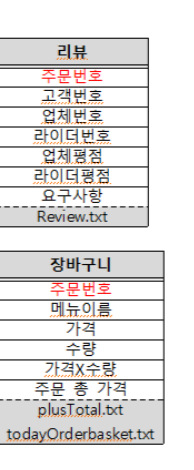 리뷰
주문번호
고객번호
업체번호
라이더번호
업체평점
라이더평점
요구사항
Review.txt
장바구니
주문번호
메뉴이름
가격
수량
가격X수량
주문 총 가격
plusTotal.txt
todayOrderbasket.txt